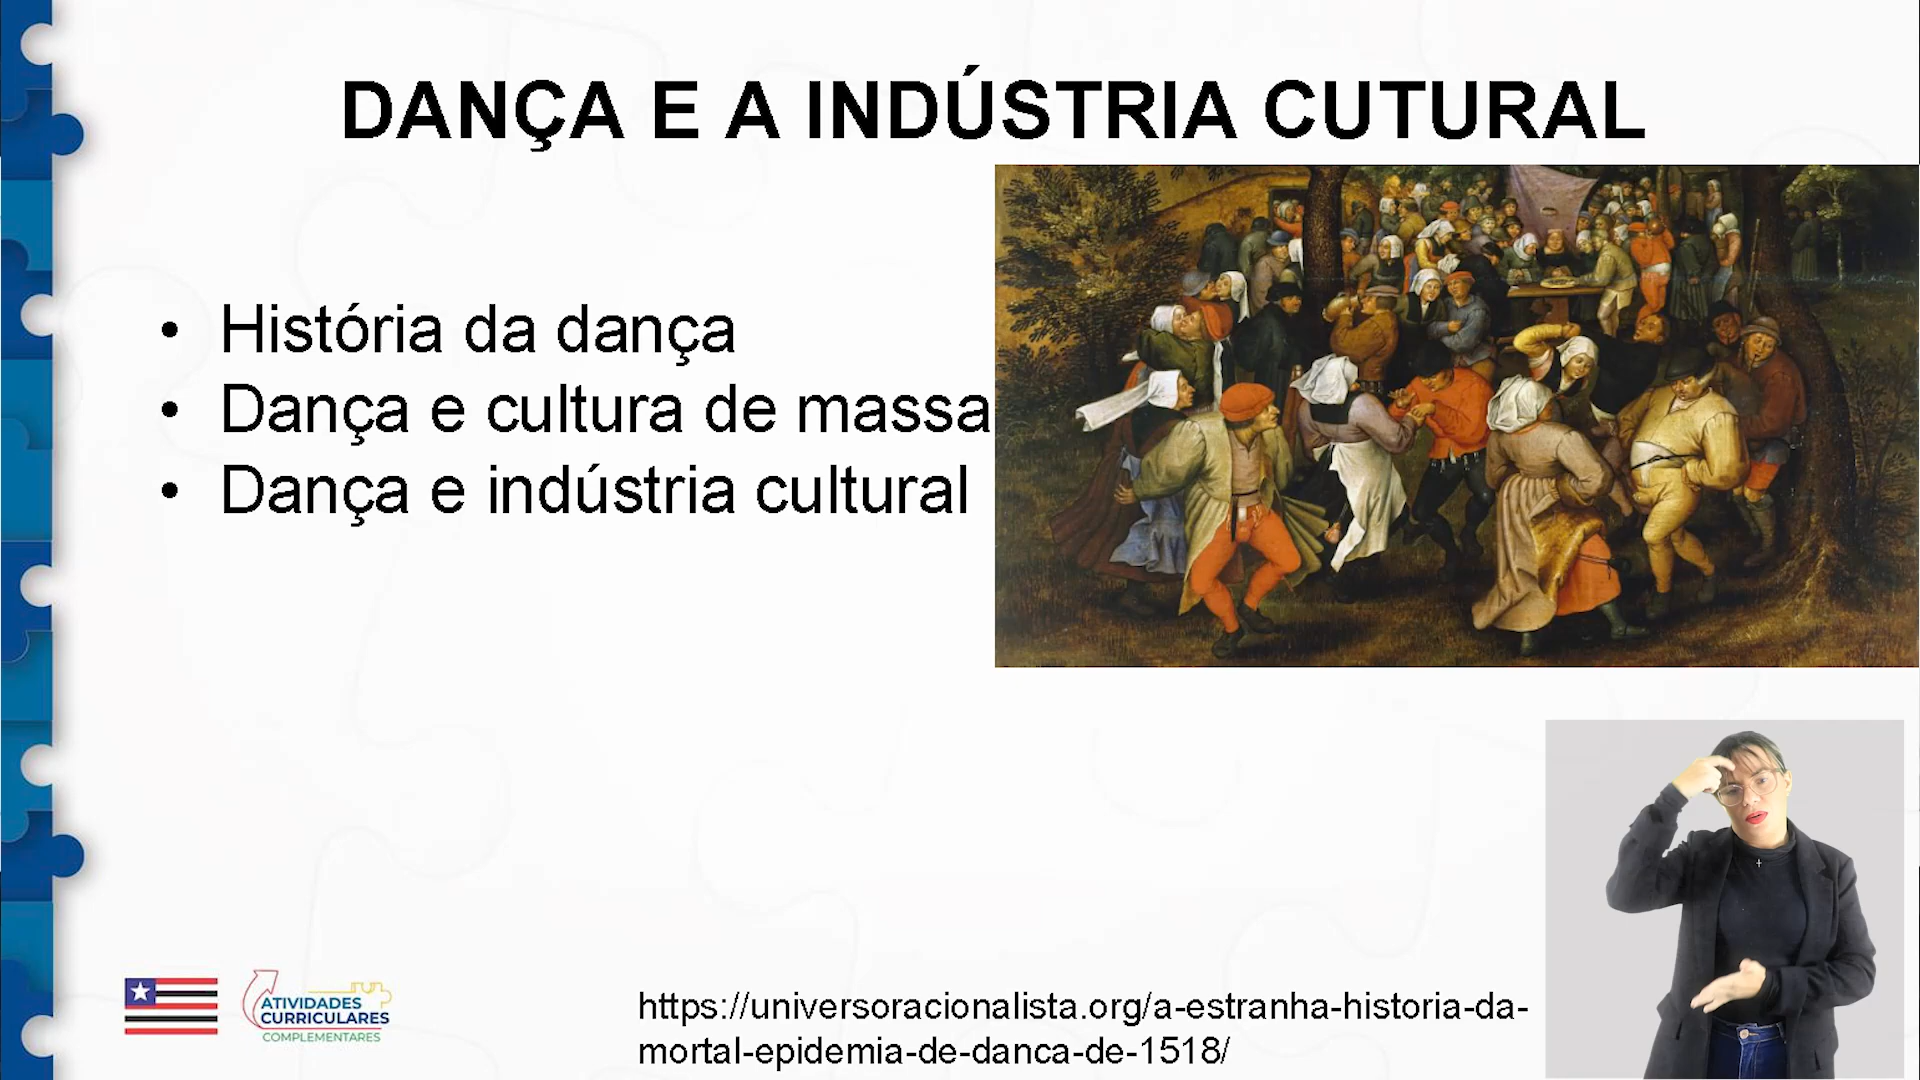 DANÇA E A INDÚSTRIA CUTURAL
• História da dança
• Dança e cultura de massa
• Dança e indústria cultural
ATIVIDADES
CURRICULARES
COMPLEMENTARES
https://universoracionalista.org/a-estranha-historia-da-
mortal-epidemia-de-danca-de-1518/